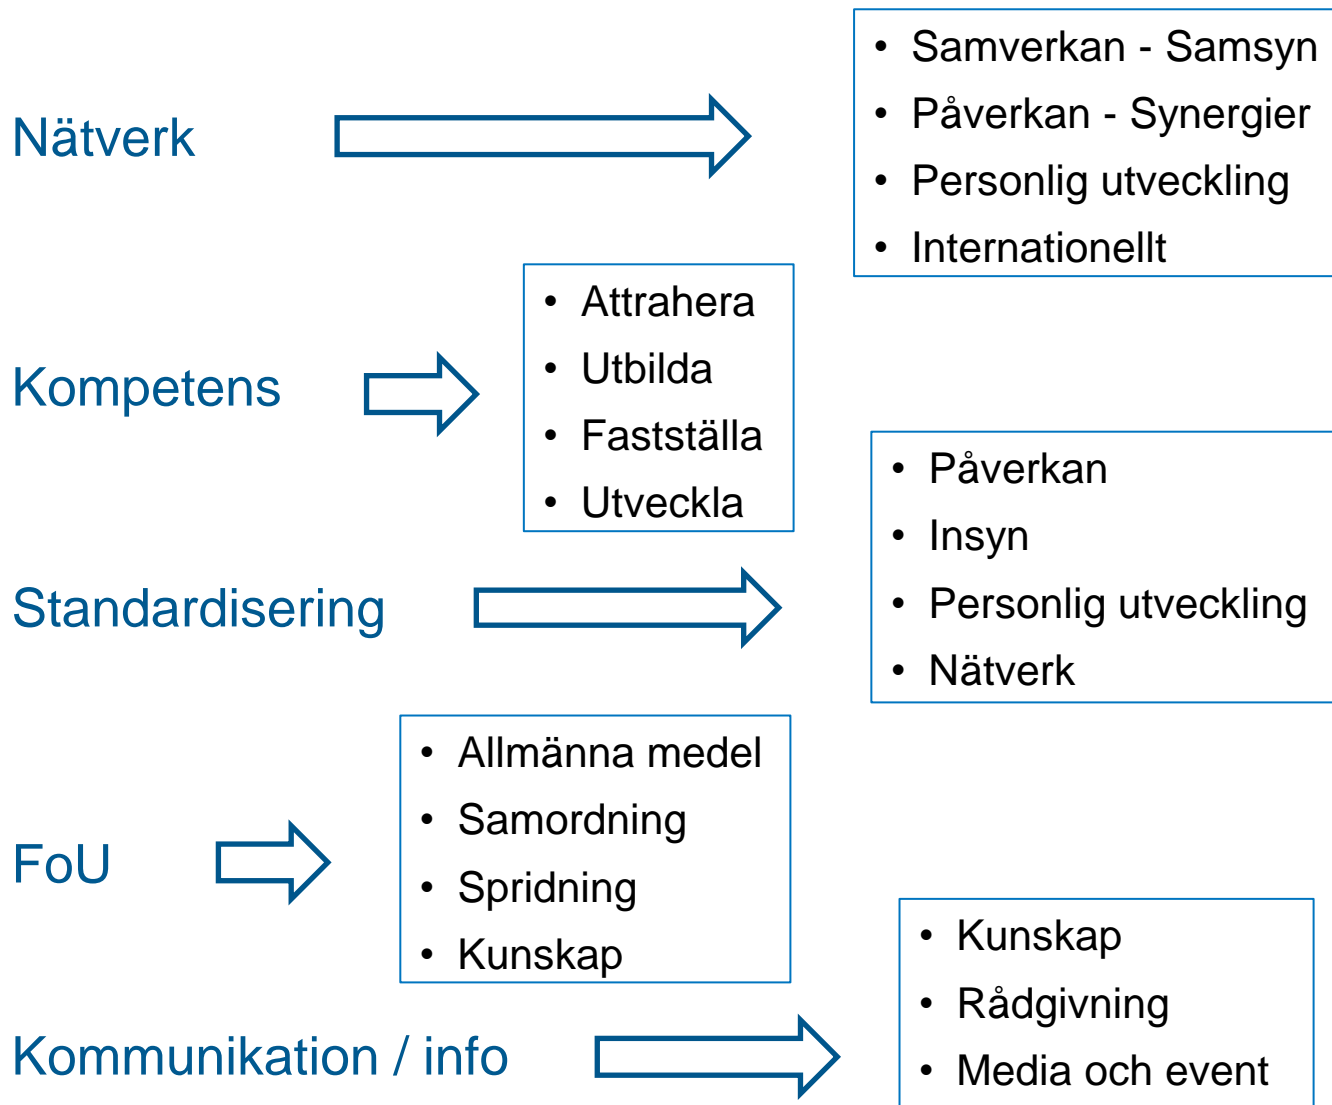 Nätverk
• Samverkan - Samsyn
• Påverkan - Synergier
• Personlig utveckling
• Internationellt
Kompetens
• Attrahera
• Utbilda
• Fastställa
• Utveckla
Standardisering
• Påverkan
• Insyn
• Personlig utveckling
• Nätverk
FoU
• Allmänna medel
• Samordning
• Spridning
• Kunskap
Kommunikation / info
• Kunskap
• Rådgivning
• Media och event